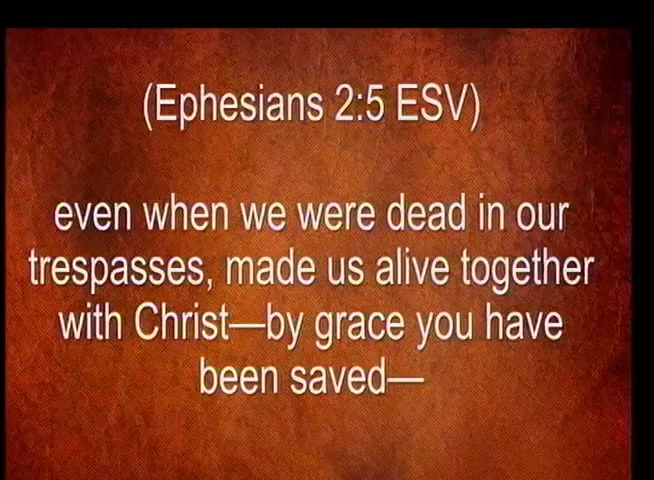 (Ephesians 2:5 ESV)
even when we were dead in our
trespasses, made us alive together
with Christ—by grace you have
been saved—